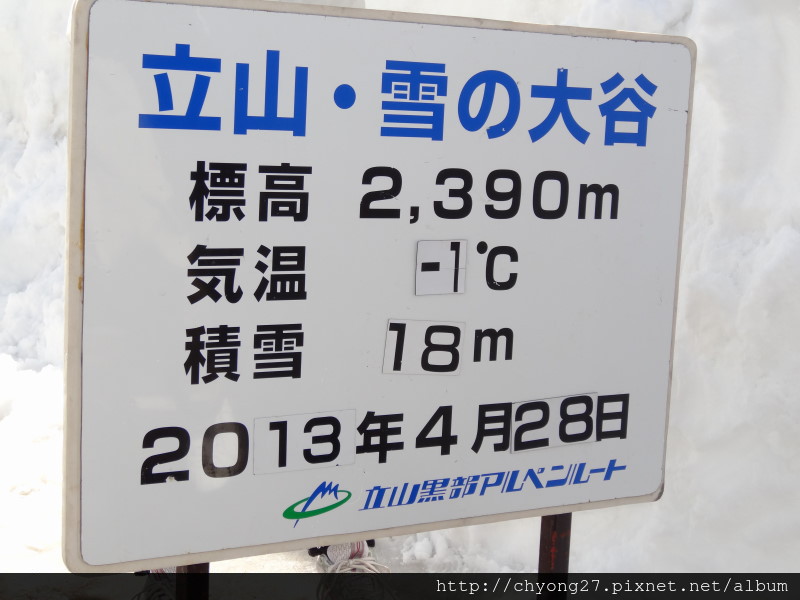 立山・雪の大谷
標高 2,390m
気温 -1℃
積雪 18m
2013年4月28日
立山黒部アルペンルート
http://chyong27.pixnet.net/album